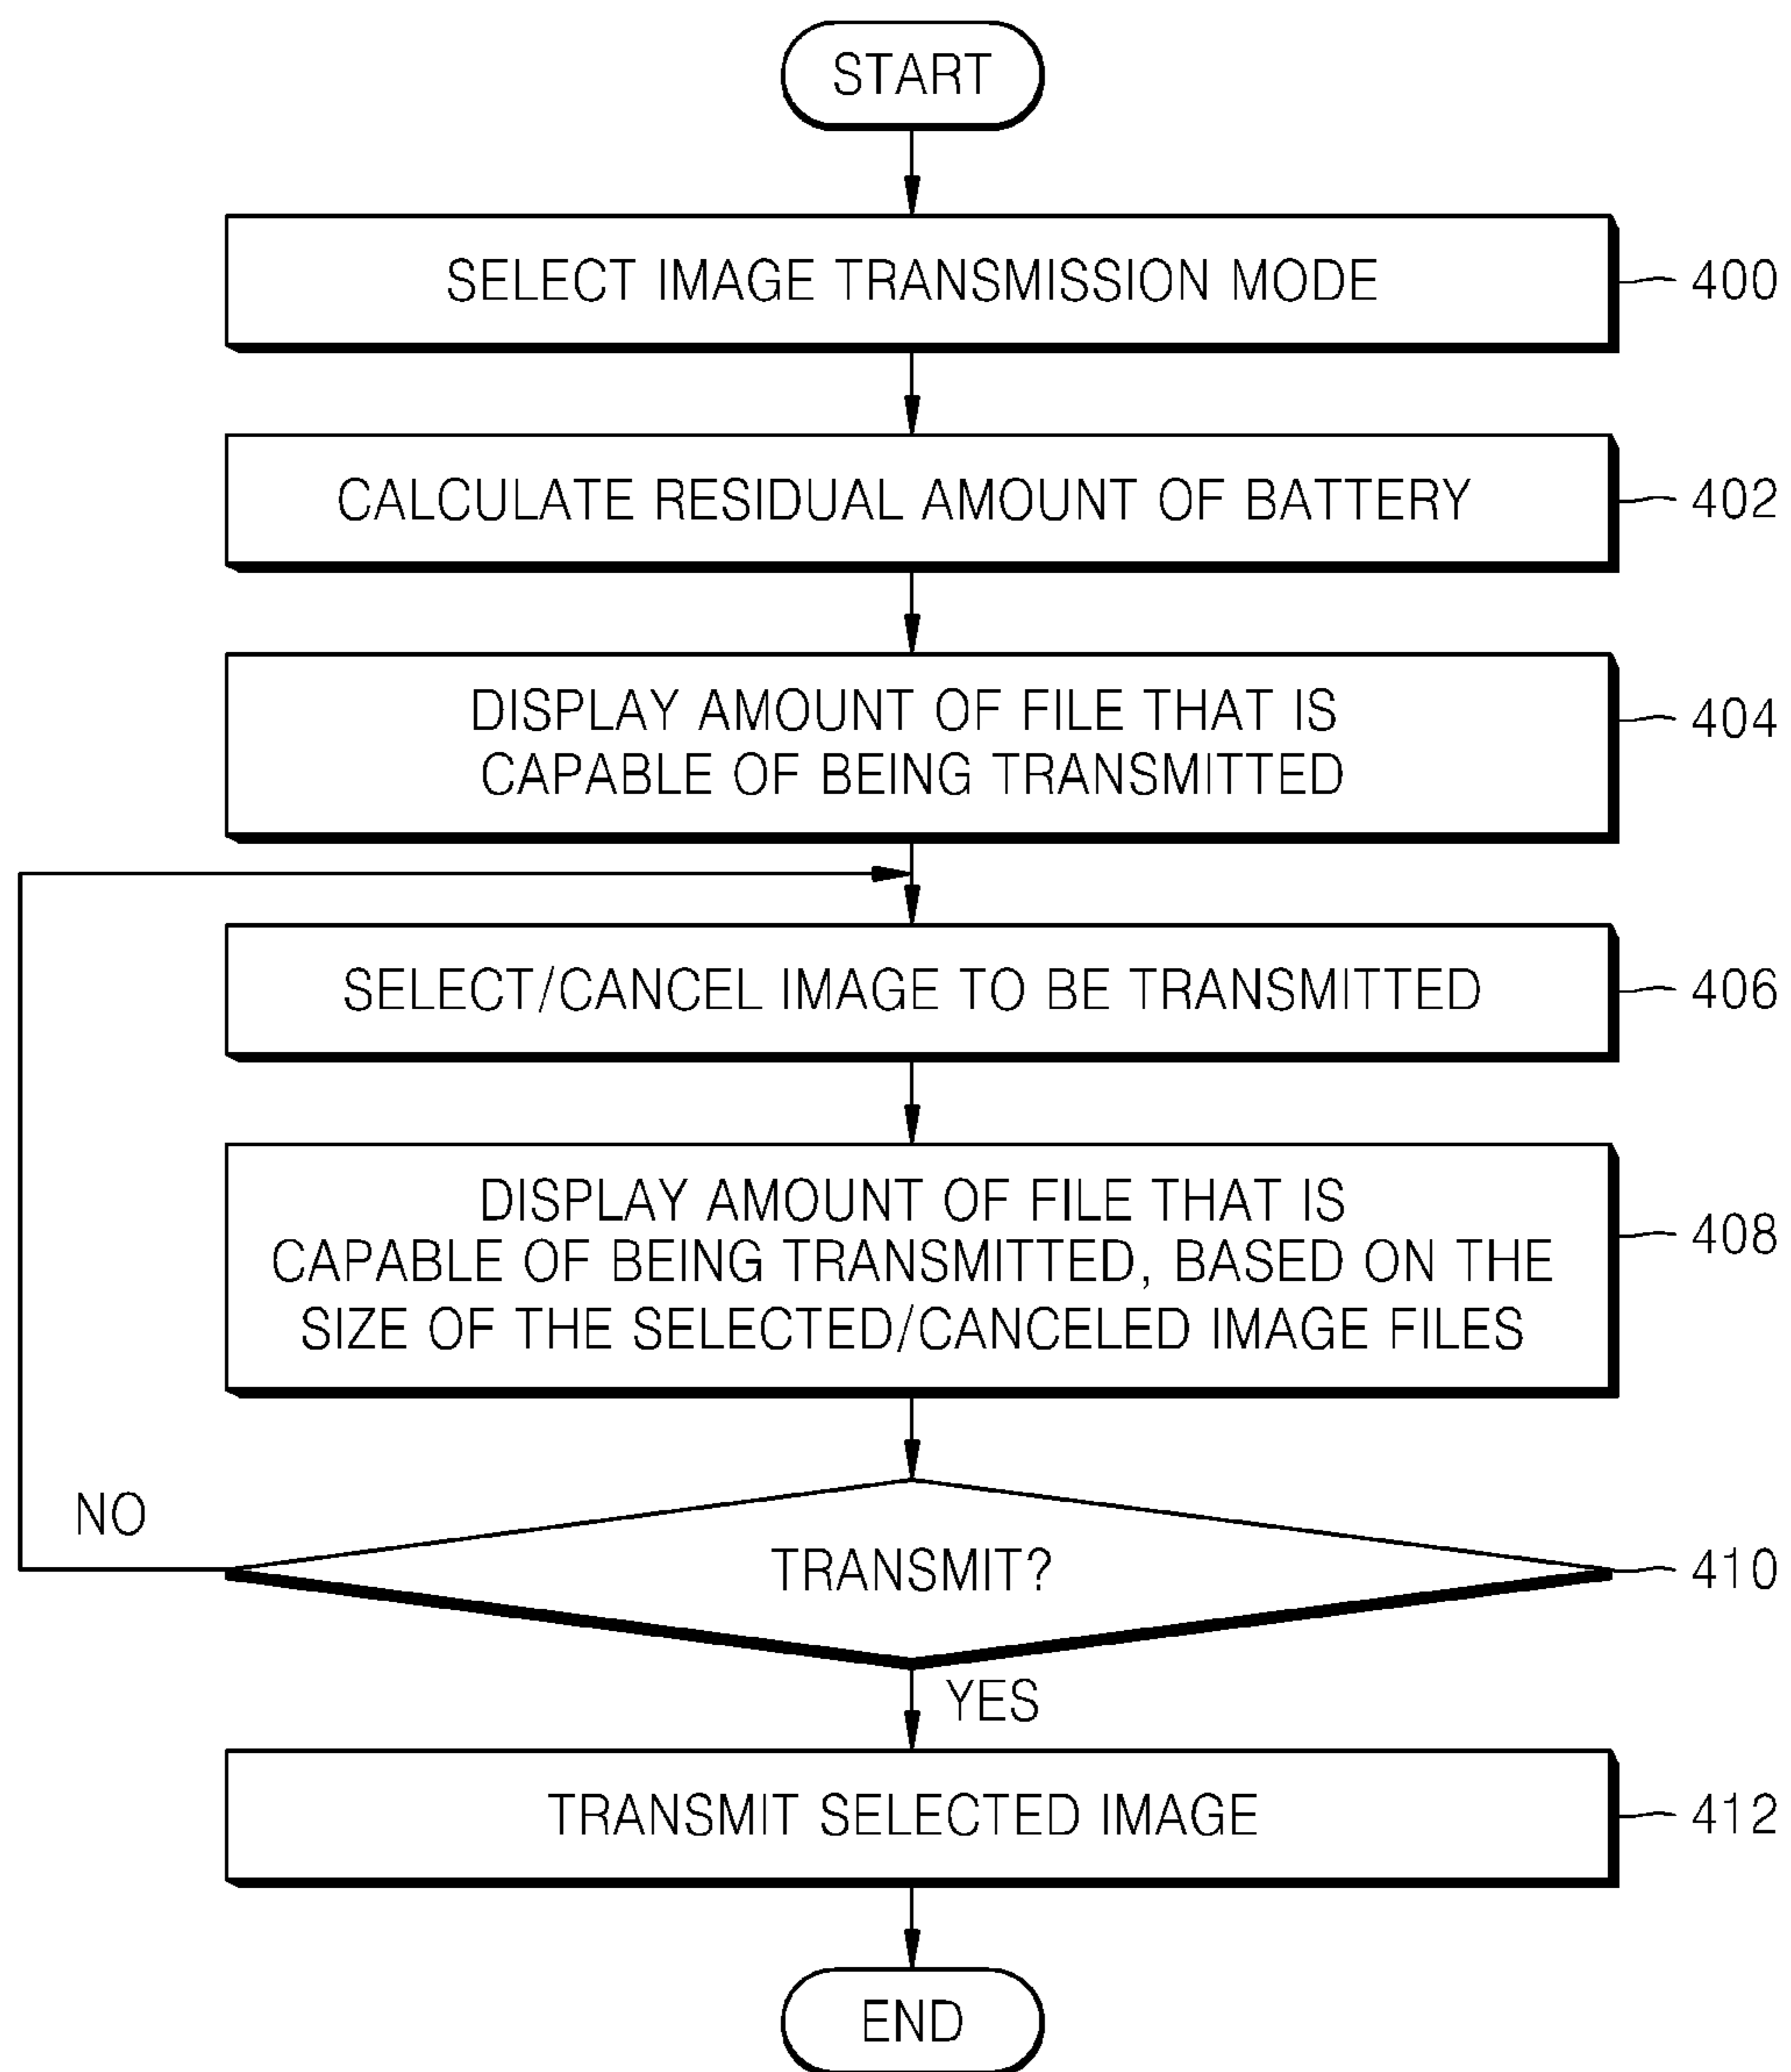 START
SELECT IMAGE TRANSMISSION MODE
400
CALCULATE RESIDUAL AMOUNT OF BATTERY
402
DISPLAY AMOUNT OF FILE THAT IS
CAPABLE OF BEING TRANSMITTED
404
SELECT/CANCEL IMAGE TO BE TRANSMITTED
406
DISPLAY AMOUNT OF FILE THAT IS
CAPABLE OF BEING TRANSMITTED, BASED ON THE
SIZE OF THE SELECTED/CANCELED IMAGE FILES
408
NO
TRANSMIT?
410
YES
TRANSMIT SELECTED IMAGE
412
END